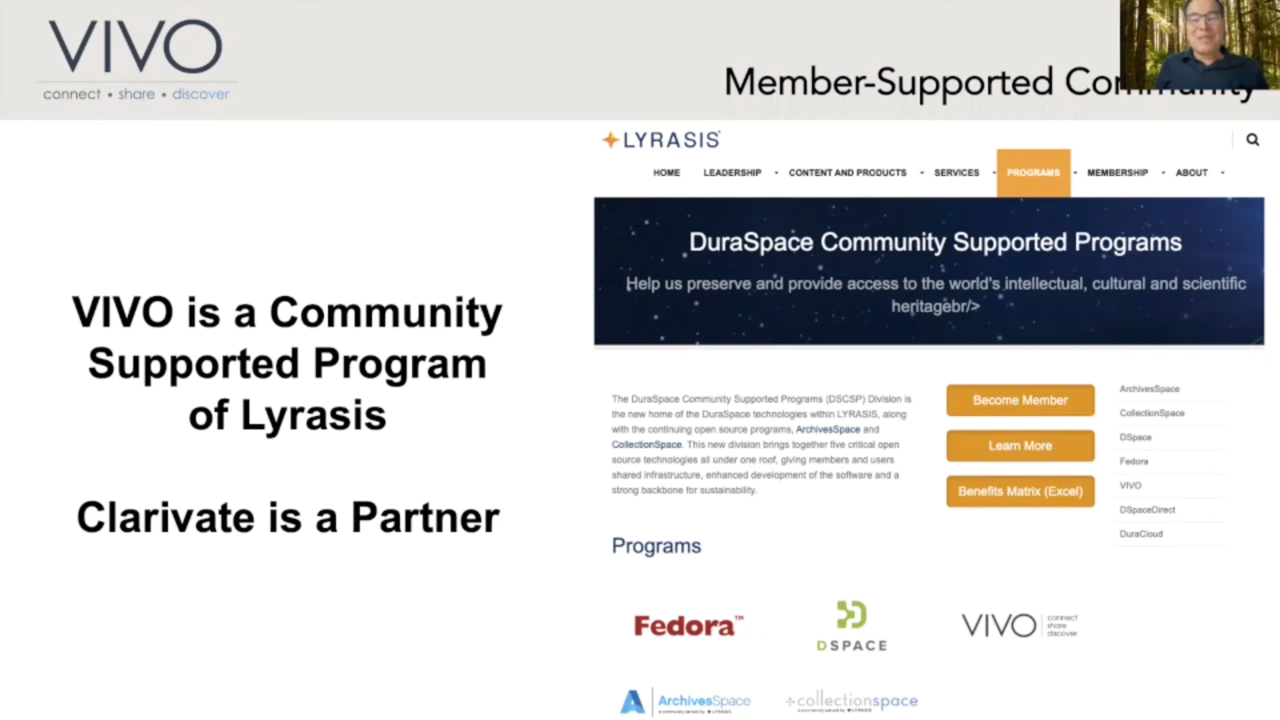 VIVO
connect • share • discover
Member-Supported Community
VIVO is a Community
Supported Program
of Lyrasis
Clarivate is a Partner
LYRASIS
HOME LEADERSHIP CONTENT AND PRODUCTS SERVICES PROGRAMS MEMBERSHIP ABOUT
DuraSpace Community Supported Programs
Help us preserve and provide access to the world's intellectual, cultural and scientific
heritagebr/>
The DuraSpace Community Supported Programs (DSCSP) Division is
the new home of the DuraSpace technologies within LYRASIS, along
with the continuing open source programs, ArchivesSpace and
CollectionSpace. This new division brings together five critical open
source technologies all under one roof, giving members and users
shared infrastructure, enhanced development of the software and a
strong backbone for sustainability.
Become Member
Learn More
Benefits Matrix (Excel)
ArchivesSpace
CollectionSpace
DSpace
Fedora
VIVO
DSpaceDirect
DuraCloud
Programs
Fedora™
DSPACE
VIVO
connect
share
discover
ArchivesSpace
collectionspace